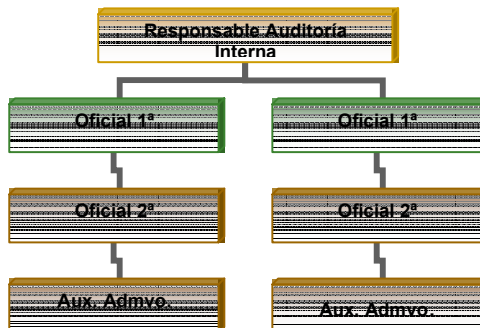 Responsable Auditoría
Interna
Oficial 1ª
Oficial 1ª
Oficial 2ª
Oficial 2ª
Aux. Admvo.
Aux. Admvo.